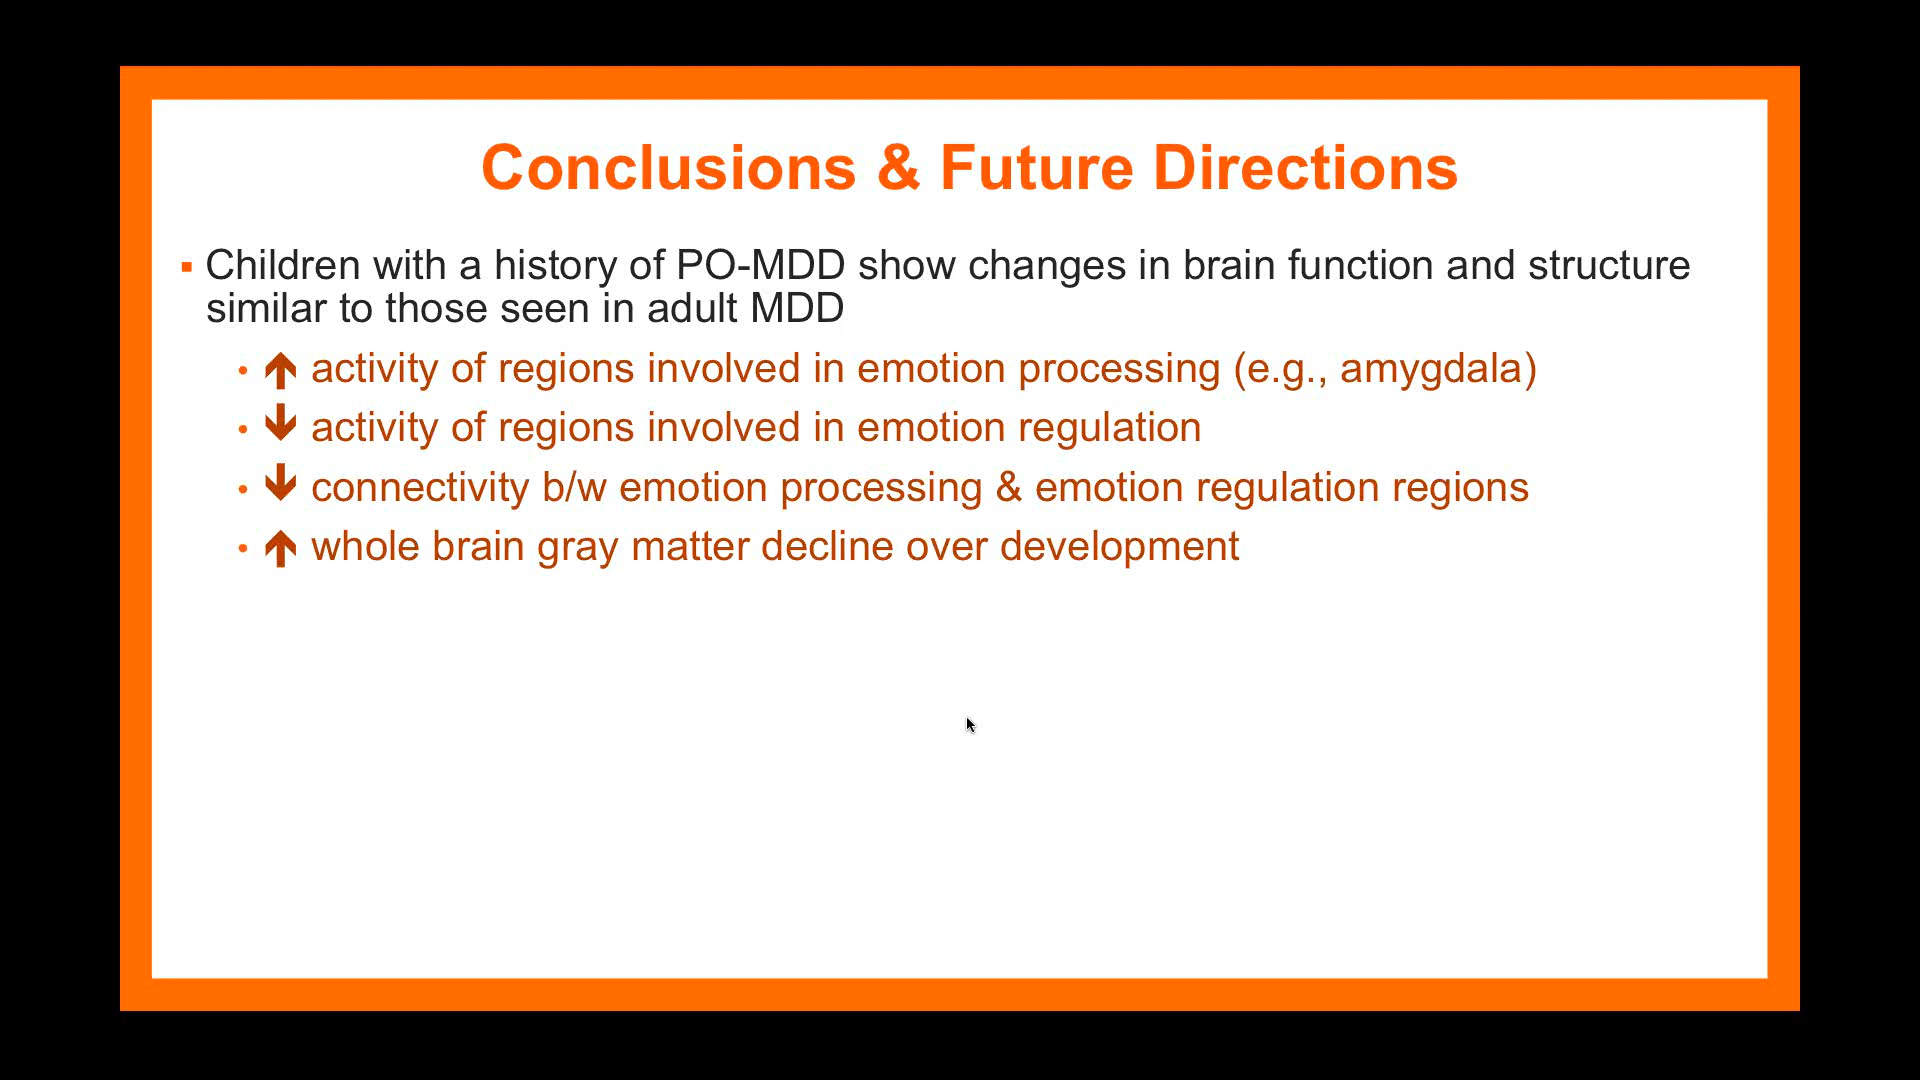 Conclusions & Future Directions
▪ Children with a history of PO-MDD show changes in brain function and structure
similar to those seen in adult MDD
• ↑ activity of regions involved in emotion processing (e.g., amygdala)
• ↓ activity of regions involved in emotion regulation
• ↓ connectivity b/w emotion processing & emotion regulation regions
• ↑ whole brain gray matter decline over development